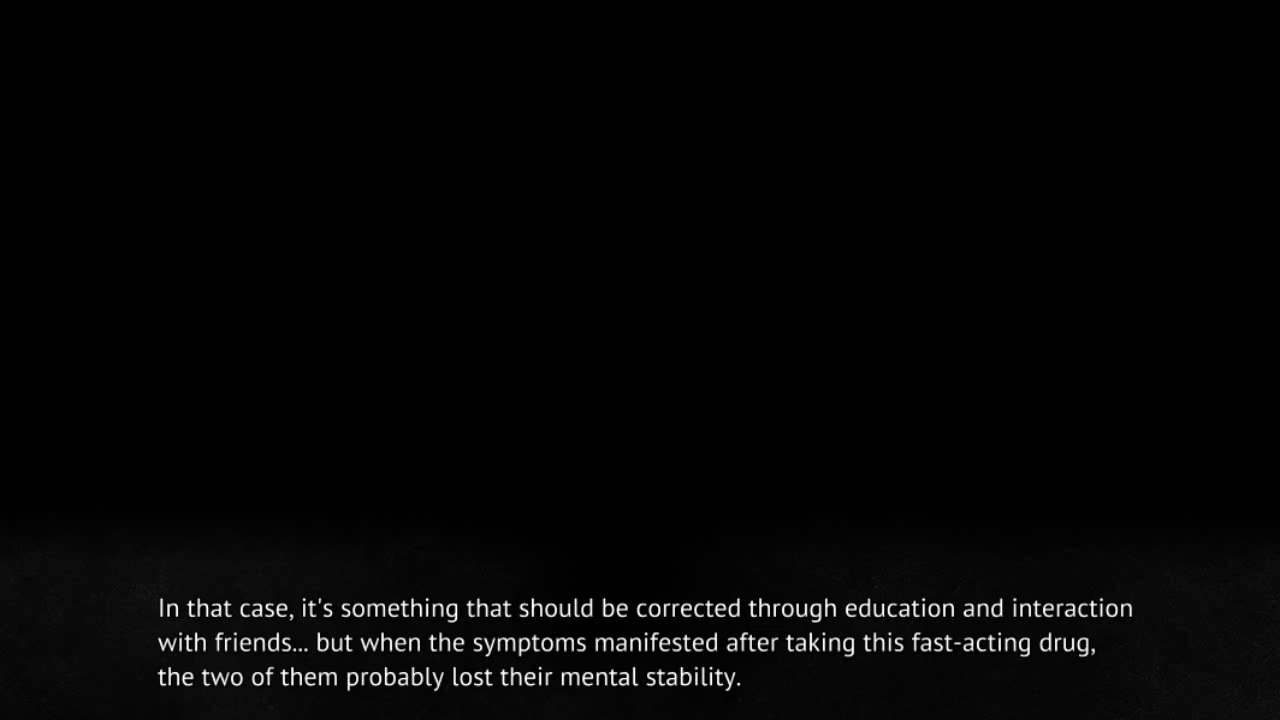 In that case, it's something that should be corrected through education and interaction
with friends... but when the symptoms manifested after taking this fast-acting drug,
the two of them probably lost their mental stability.